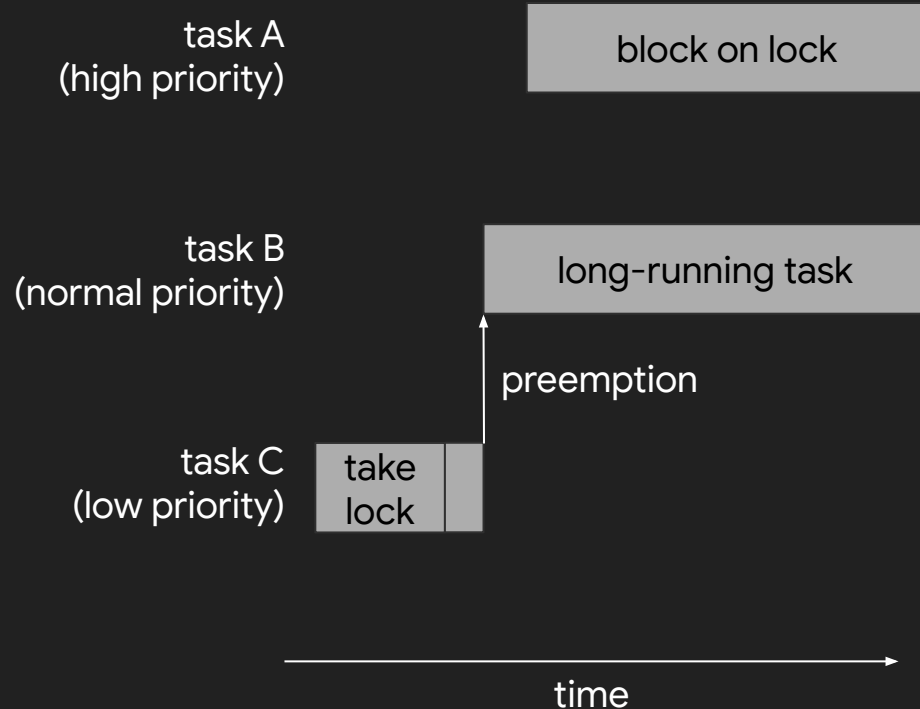 task A
(high priority)
block on lock
task B
(normal priority)
long-running task
preemption
task C
(low priority)
take
lock
time